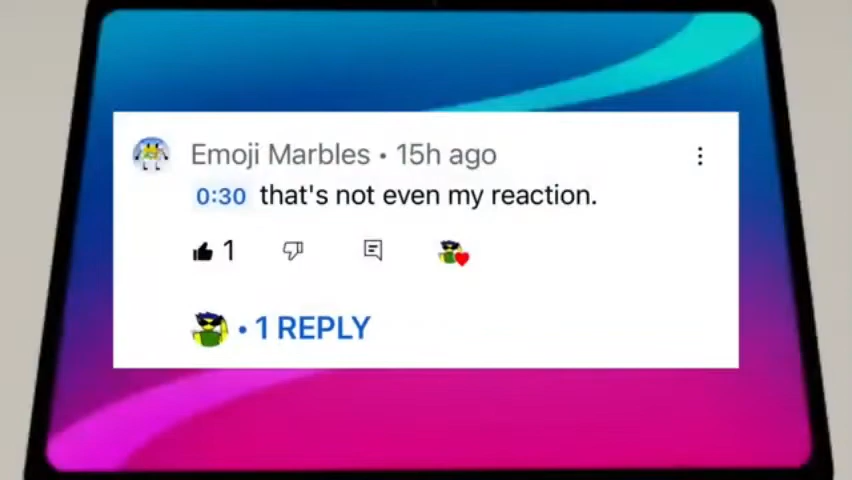 Emoji Marbles • 15h ago
0:30 that's not even my reaction.
1
• 1 REPLY